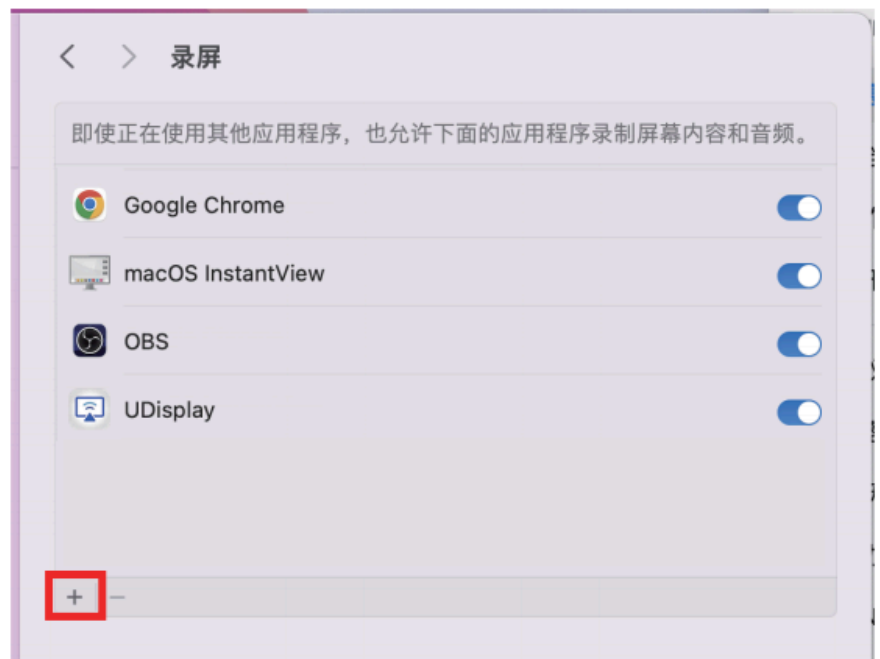 录屏
即使正在使用其他应用程序，也允许下面的应用程序录制屏幕内容和音频。
Google Chrome
macOS InstantView
OBS
UDisplay